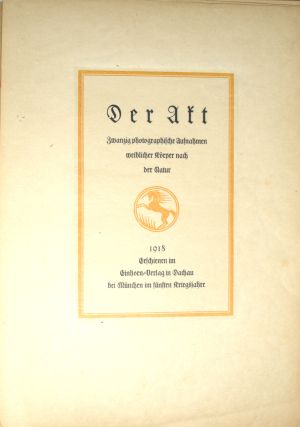 Der Akt
Zwanzig photographische Aufnahmen
weiblicher Körper nach
der Natur
1918
Erschienen im
Einhorn-Verlag in Dachau
bei München im fünften Kriegsjahre